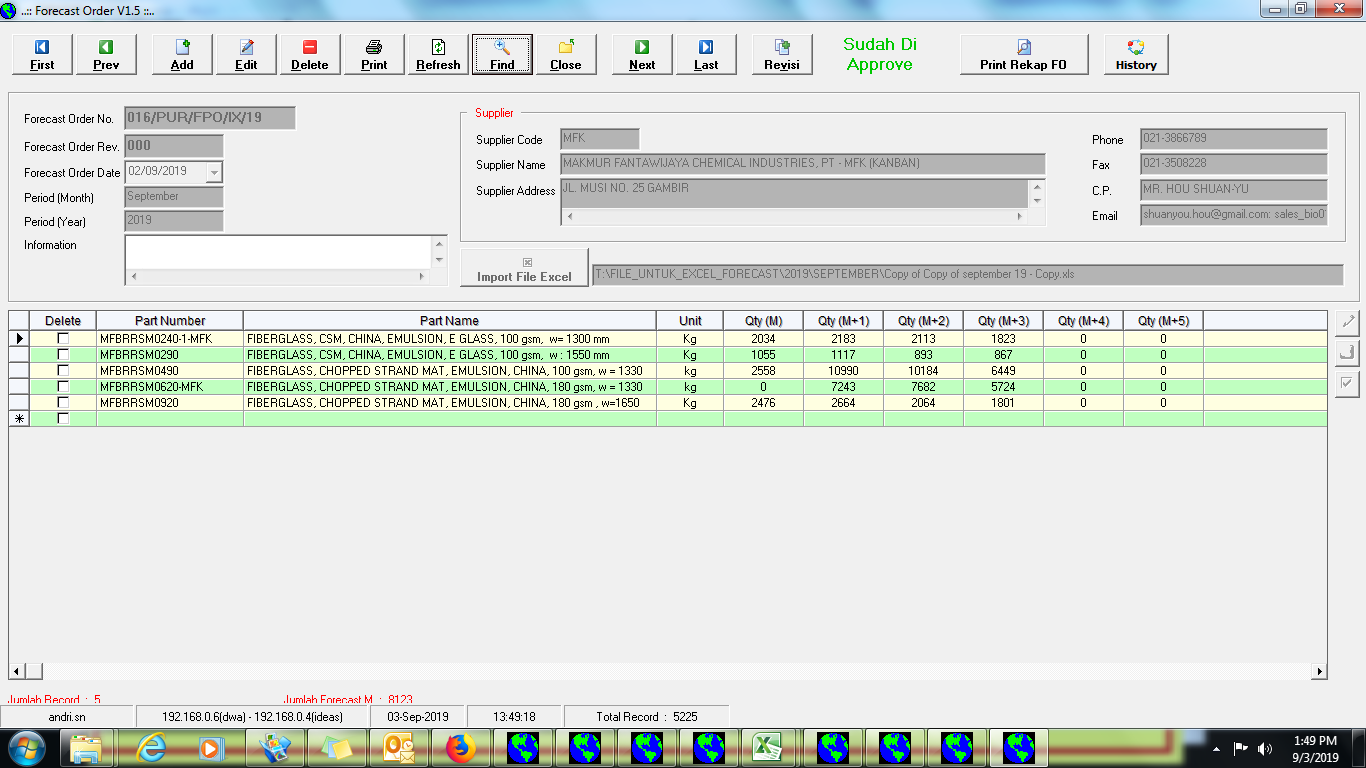 ..:: Forecast Order V1.5 ::..
First Prev Add Edit Delete Print Refresh Find Close Next Last Revisi Sudah Di Approve Print Rekap FO History
Forecast Order No. 016/PUR/FPO/IX/19
Forecast Order Rev. 000
Forecast Order Date 02/09/2019
Period (Month) September
Period (Year) 2019
Information
Supplier
Supplier Code MFK
Supplier Name MAKMUR FANTAWIJAYA CHEMICAL INDUSTRIES, PT - MFK (KANBAN)
Supplier Address JL. MUSI NO. 25 GAMBIR
Phone 021-3866789
Fax 021-3508228
C.P. MR. HOU SHUAN-YU
Email shuanyou.hou@gmail.com: sales_bio0
Import File Excel T:\FILE_UNTUK_EXCEL_FORECAST\2019\SEPTEMBER\Copy of Copy of september 19 - Copy.xls
Delete Part Number Part Name Unit Qty (M) Qty (M+1) Qty (M+2) Qty (M+3) Qty (M+4) Qty (M+5)
MFBRRSM0240-1-MFK FIBERGLASS, CSM, CHINA, EMULSION, E GLASS, 100 gsm, w= 1300 mm Kg 2034 2183 2113 1823 0 0
MFBRRSM0290 FIBERGLASS, CSM, CHINA, EMULSION, E GLASS, 100 gsm, w : 1550 mm Kg 1055 1117 893 867 0 0
MFBRRSM0490 FIBERGLASS, CHOPPED STRAND MAT, EMULSION, CHINA, 100 gsm, w = 1330 Kg 2558 10990 10184 6449 0 0
MFBRRSM0620-MFK FIBERGLASS, CHOPPED STRAND MAT, EMULSION, CHINA, 180 gsm, w = 1330 kg 0 7243 7682 5724 0 0
MFBRRSM0920 FIBERGLASS, CHOPPED STRAND MAT, EMULSION, CHINA, 180 gsm , w=1650 Kg 2476 2664 2064 1801 0 0
Jumlah Record : 5 Jumlah Forecast M : 8123
andri.sn 192.168.0.6(dwa) - 192.168.0.4(ideas) 03-Sep-2019 13:49:18 Total Record : 5225
1:49 PM
9/3/2019